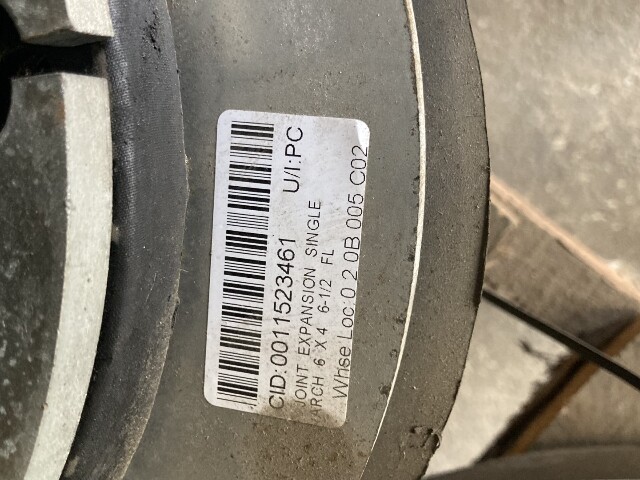 CID:0011523461 U/I:PC
JOINT EXPANSION SINGLE
ARCH 6 X 4 6-1/2 FL
Whse Loc:0 2 0B 005 C02